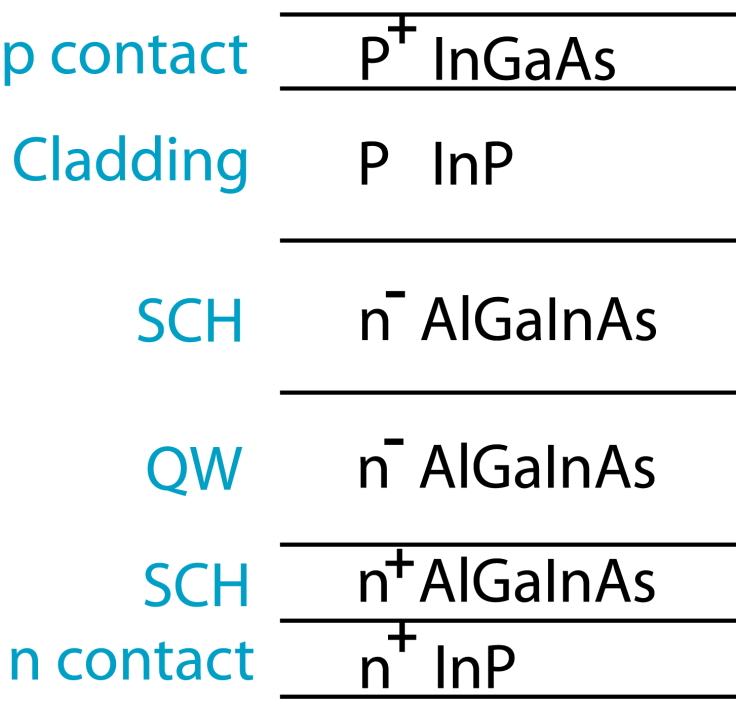 p contact P⁺ InGaAs
Cladding P InP
SCH n⁻ AlGaInAs
QW n⁻ AlGaInAs
SCH n⁺ AlGaInAs
n contact n⁺ InP